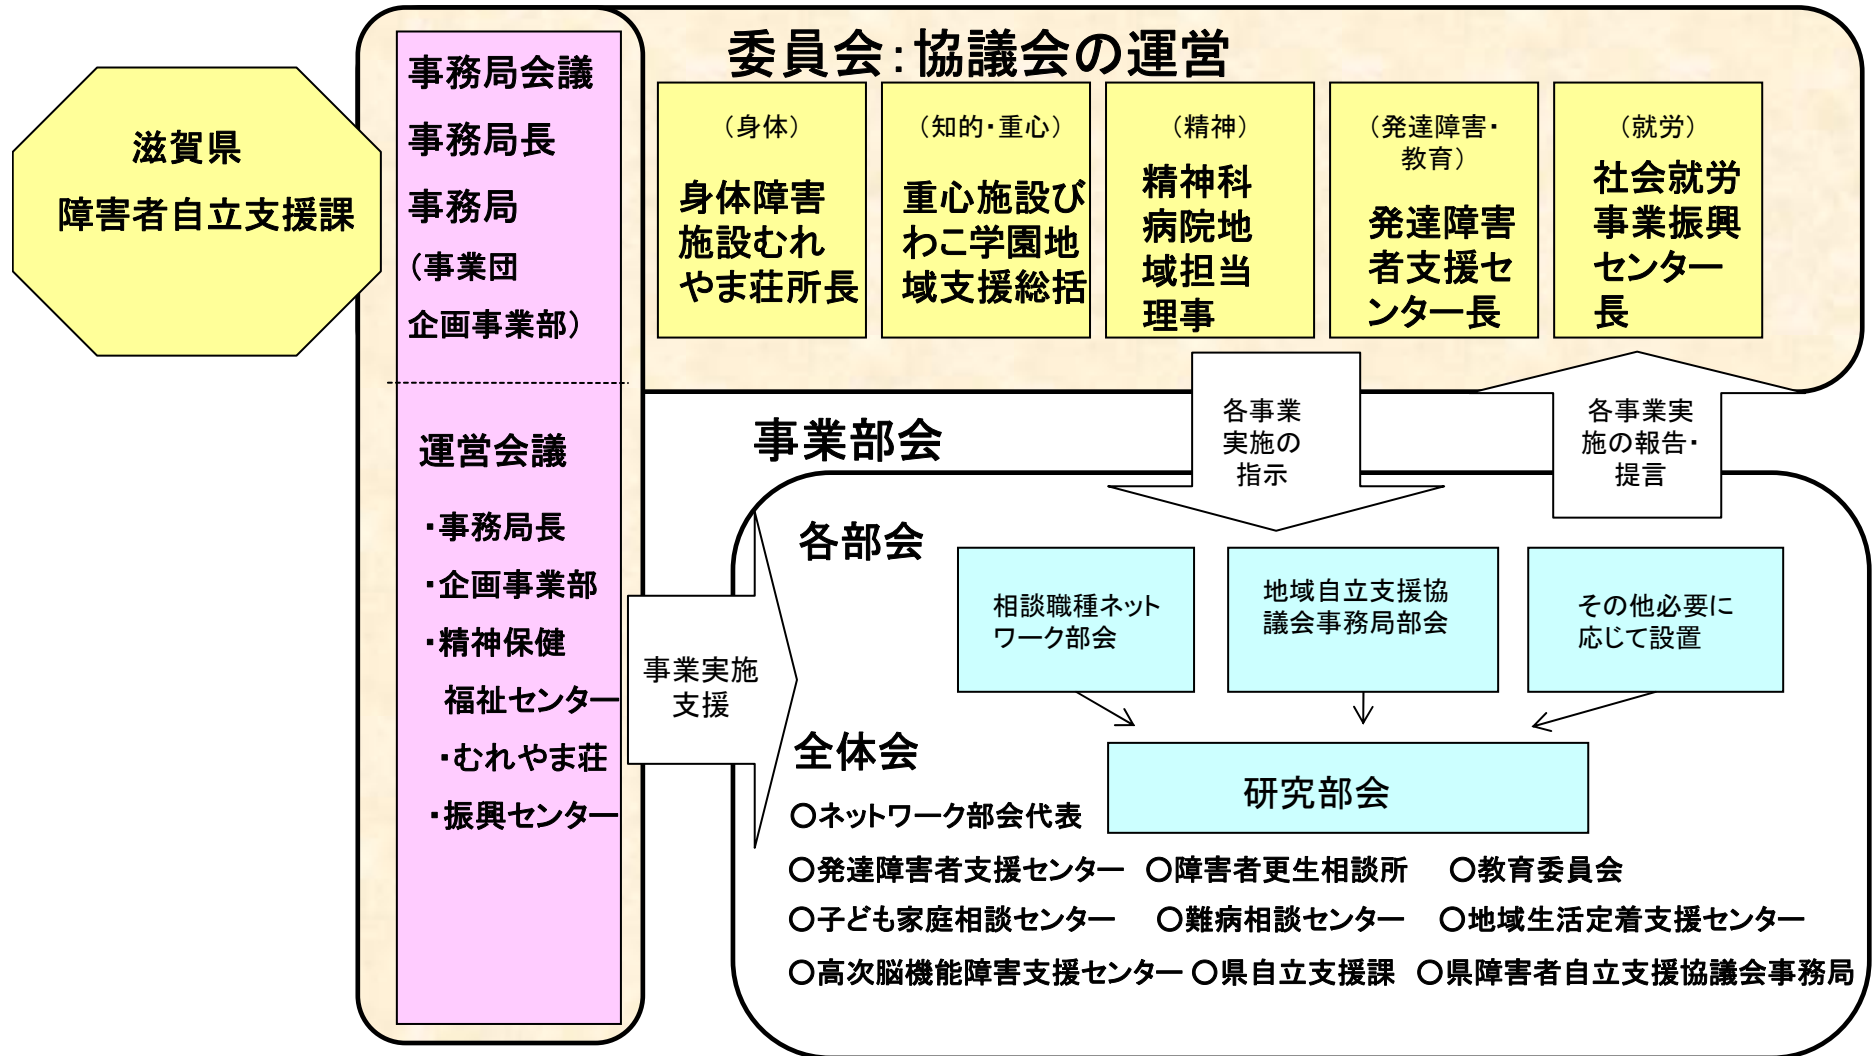 滋賀県
障害者自立支援課
事務局会議
事務局長
事務局
（事業団
企画事業部）
運営会議
・事務局長
・企画事業部
・精神保健
福祉センター
・むれやま荘
・振興センター
委員会：協議会の運営
（身体）
身体障害
施設むれ
やま荘所長
（知的・重心）
重心施設び
わこ学園地
域支援総括
（精神）
精神科
病院地
域担当
理事
（発達障害・
教育）
発達障害
者支援セ
ンター長
（就労）
社会就労
事業振興
センター
長
各事業
実施の
指示
各事業実
施の報告・
提言
事業部会
事業実施
支援
各部会
相談職種ネット
ワーク部会
地域自立支援協
議会事務局部会
その他必要に
応じて設置
研究部会
全体会
○ネットワーク部会代表
○発達障害者支援センター ○障害者更生相談所 ○教育委員会
○子ども家庭相談センター ○難病相談センター ○地域生活定着支援センター
○高次脳機能障害支援センター ○県自立支援課 ○県障害者自立支援協議会事務局